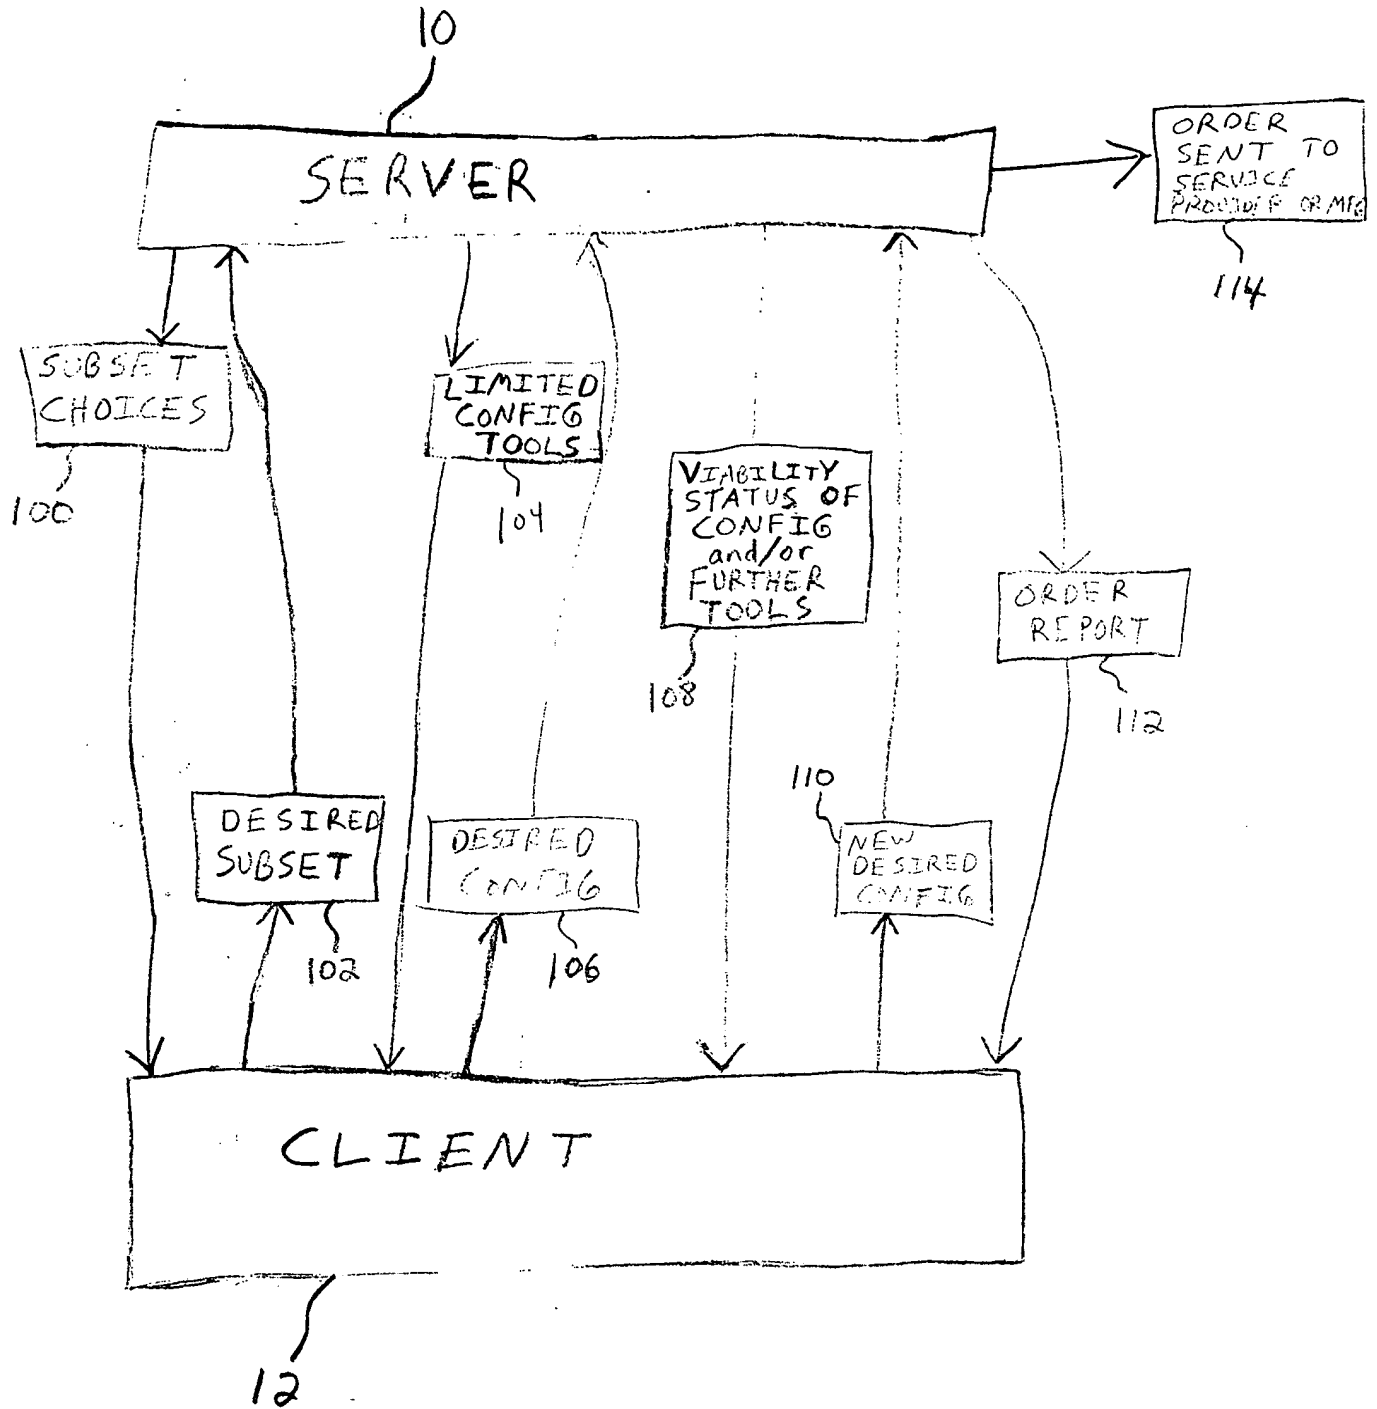 10
SERVER
ORDER
SENT TO
SERVICE
PROVIDER OR MFG
114
SUBSET
CHOICES
100
LIMITED
CONFIG
TOOLS
104
VIABILITY
STATUS OF
CONFIG
and/or
FURTHER
TOOLS
108
ORDER
REPORT
112
DESIRED
SUBSET
102
DESIRED
CONFIG
106
110
NEW
DESIRED
CONFIG
CLIENT
12